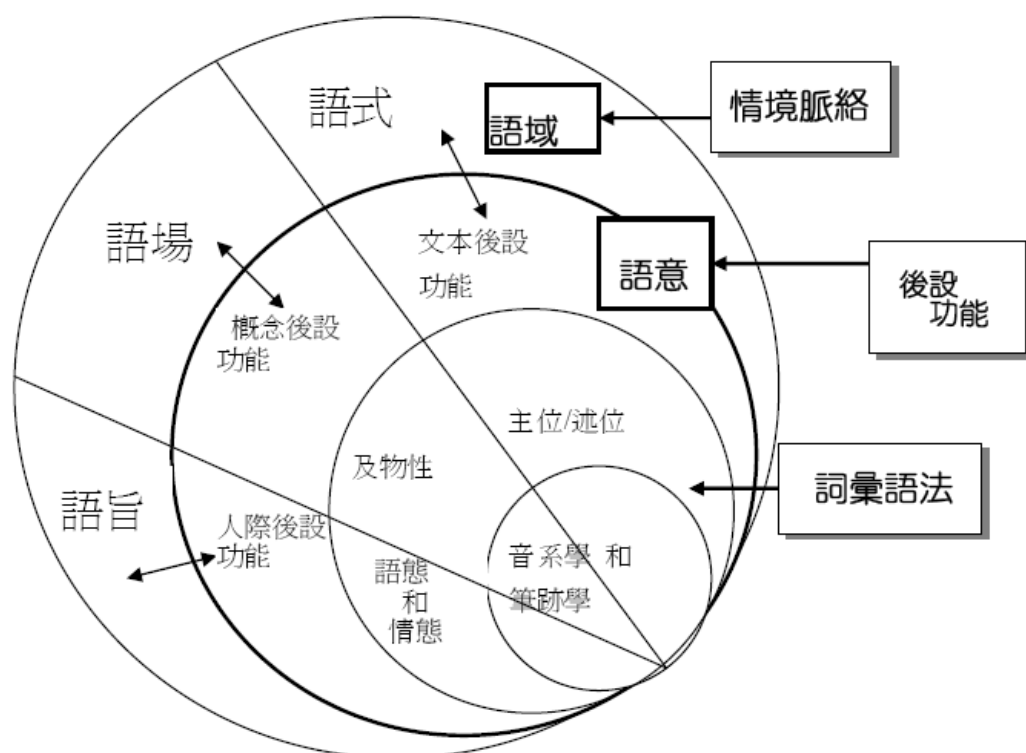 語式
語域
情境脈絡
語場
文本後設
功能
語意
後設
功能
概念後設
功能
主位/述位
及物性
詞彙語法
語旨
人際後設
功能
語態
和
情態
音系學 和
筆跡學